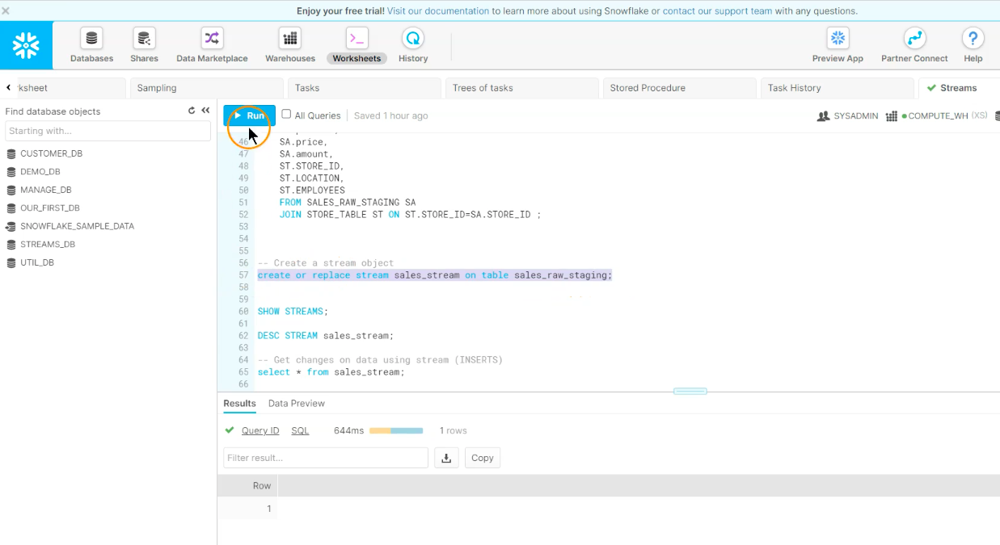 Enjoy your free trial! Visit our documentation to learn more about using Snowflake or contact our support team with any questions.
Databases
Shares
Data Marketplace
Warehouses
Worksheets
History
Preview App
Partner Connect
Help
ksheet
Sampling
Tasks
Trees of tasks
Stored Procedure
Task History
Streams
Find database objects
Starting with...
CUSTOMER_DB
DEMO_DB
MANAGE_DB
OUR_FIRST_DB
SNOWFLAKE_SAMPLE_DATA
STREAMS_DB
UTIL_DB
Run
All Queries
Saved 1 hour ago
SYSADMIN
COMPUTE_WH (XS)
46 SA.price,
47 SA.amount,
48 ST.STORE_ID,
49 ST.LOCATION,
50 ST.EMPLOYEES
51 FROM SALES_RAW_STAGING SA
52 JOIN STORE_TABLE ST ON ST.STORE_ID=SA.STORE_ID ;
53
54
55
56 -- Create a stream object
57 create or replace stream sales_stream on table sales_raw_staging;
58
59
60 SHOW STREAMS;
61
62 DESC STREAM sales_stream;
63
64 -- Get changes on data using stream (INSERTS)
65 select * from sales_stream;
66
Results
Data Preview
Query ID SQL 644ms 1 rows
Filter result...
Copy
Row
1